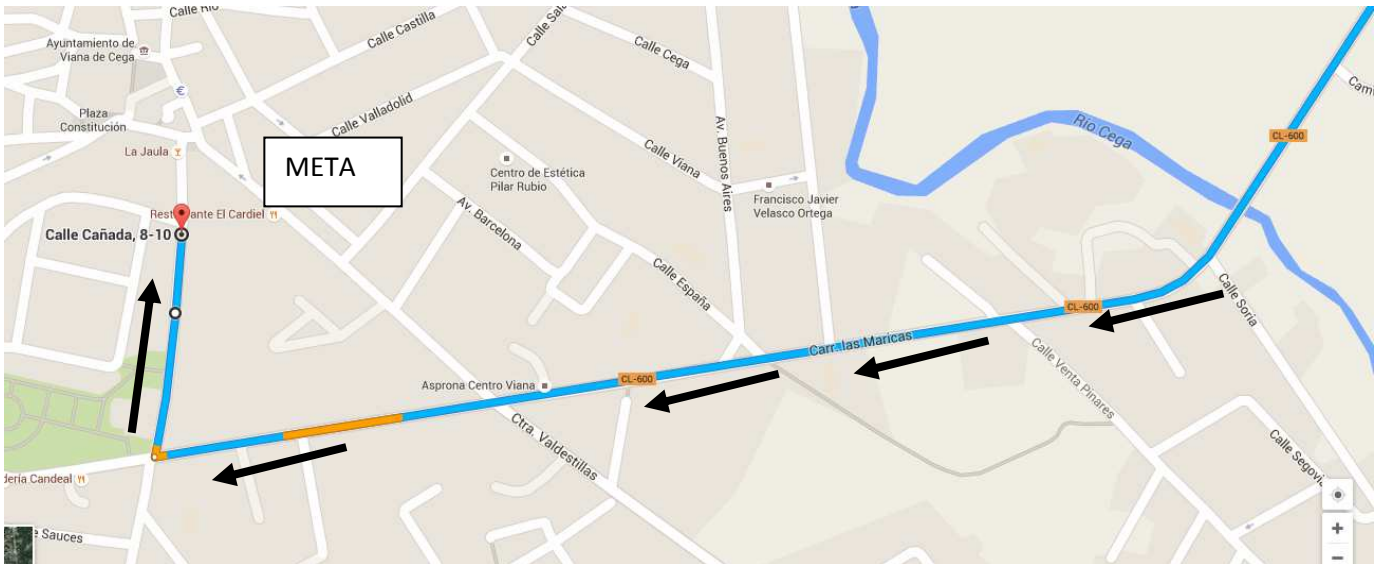 Calle Río
Ayuntamiento de
Viana de Cega
Calle Castilla
€
Plaza
Constitución
La Jaula
Calle Valladolid
META
Calle Cega
Calle Viana
Av. Buenos Aires
Centro de Estética
Pilar Rubio
Francisco Javier
Velasco Ortega
Río Cega
CL-600
Restaurante El Cardiel
Calle Cañada, 8-10
Av. Barcelona
Calle España
Calle Soria
CL-600
Carr. las Maricas
Calle Venta Pinares
CL-600
Asprona Centro Viana
Ctra. Valdestillas
Calle Segovia
dería Candeal
e Sauces
+
−